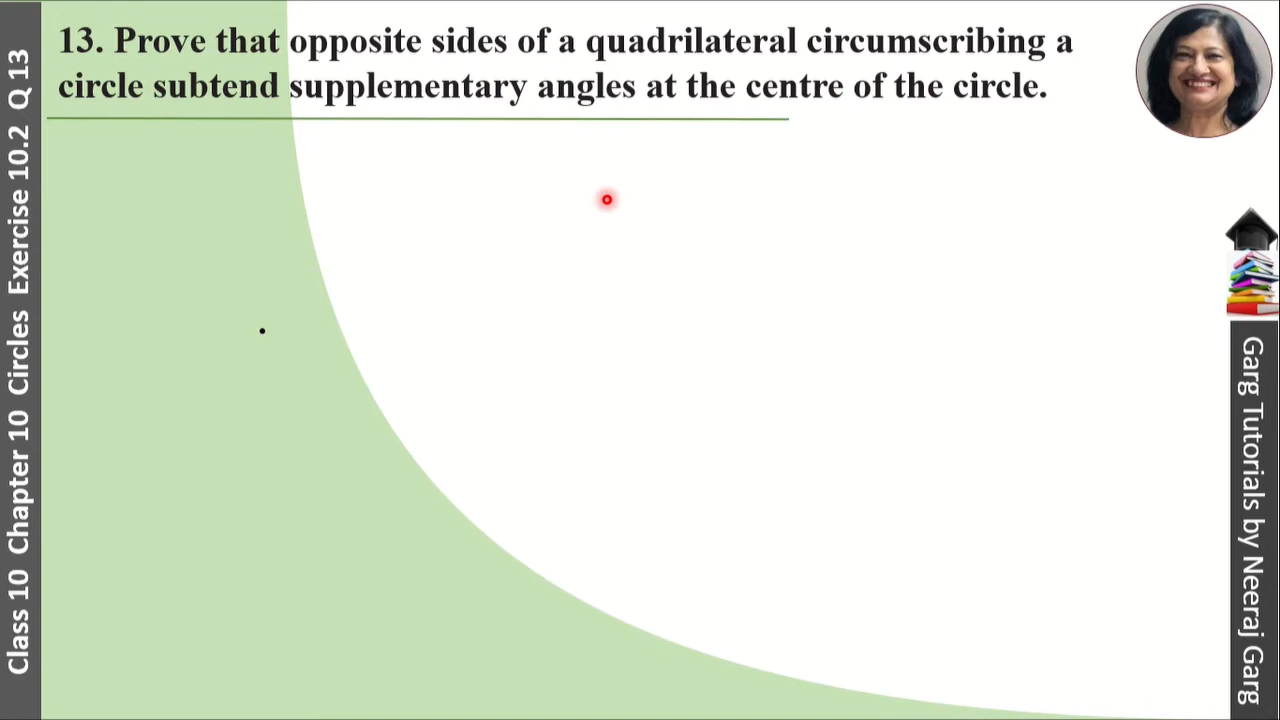 13. Prove that opposite sides of a quadrilateral circumscribing a
circle subtend supplementary angles at the centre of the circle.
Class 10 Chapter 10 Circles Exercise 10.2 Q 13
Garg Tutorials by Neeraj Garg